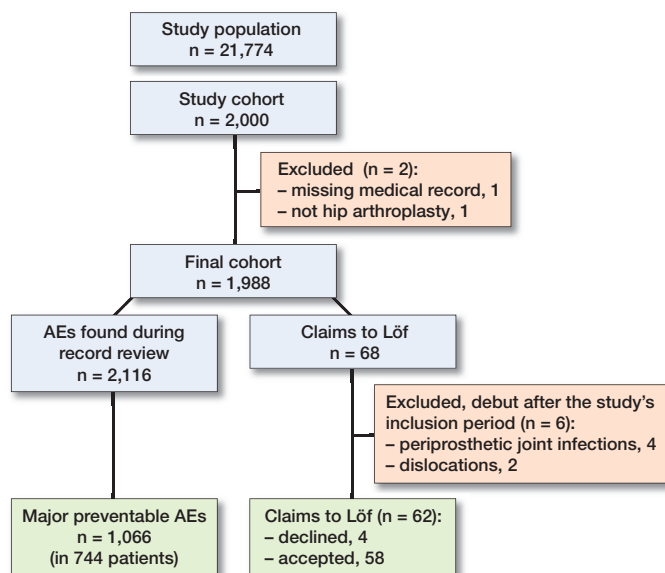 Study population
n = 21,774
Study cohort
n = 2,000
Excluded (n = 2):
– missing medical record, 1
– not hip arthroplasty, 1
Final cohort
n = 1,988
AEs found during
record review
n = 2,116
Claims to Löf
n = 68
Excluded, debut after the study's
inclusion period (n = 6):
– periprosthetic joint infections, 4
– dislocations, 2
Major preventable AEs
n = 1,066
(in 744 patients)
Claims to Löf (n = 62):
– declined, 4
– accepted, 58